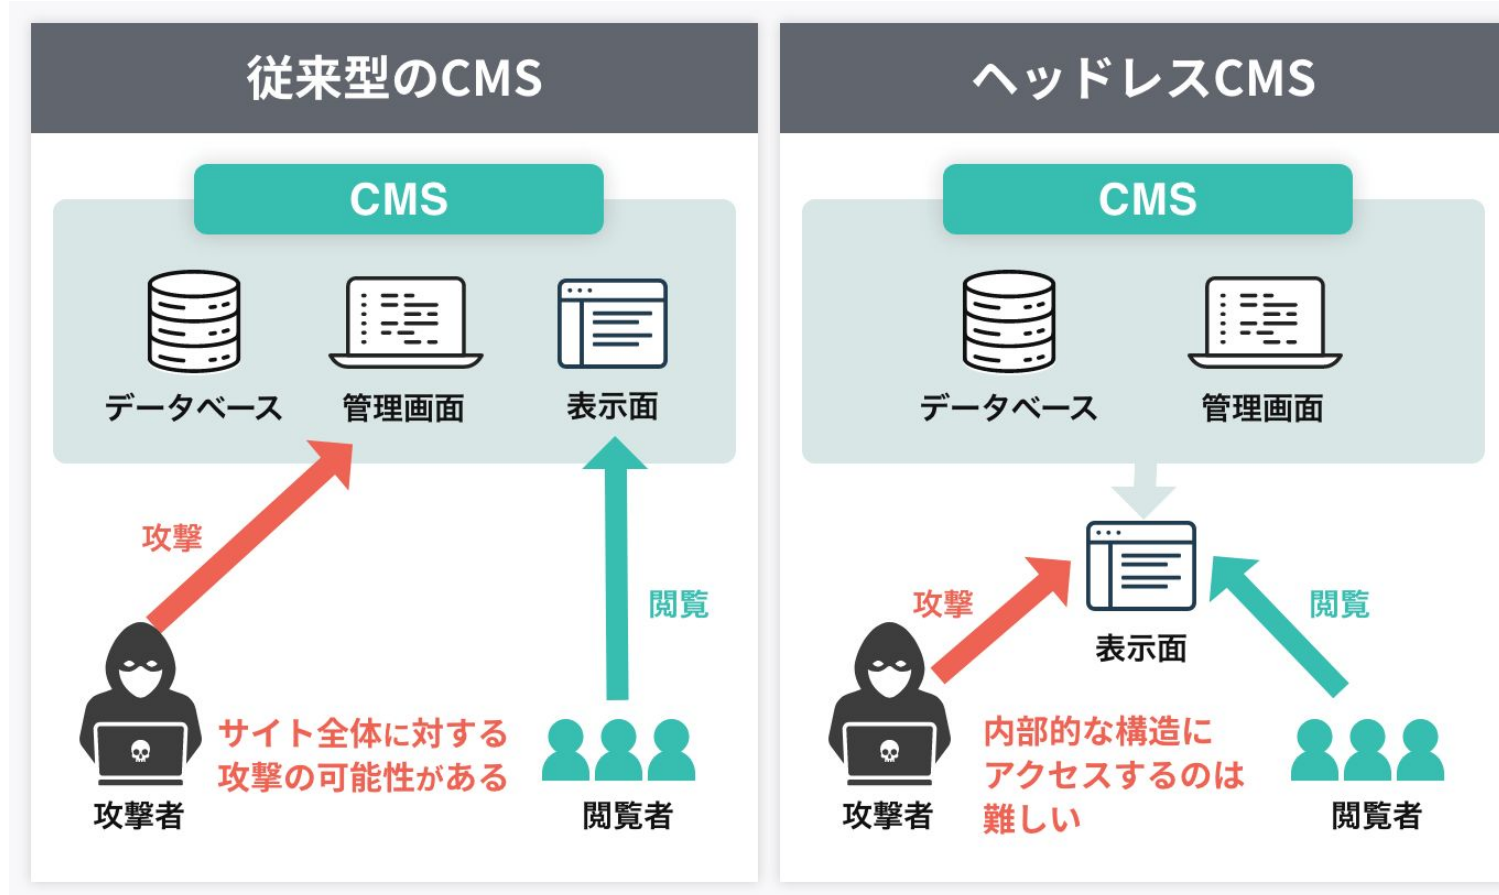 従来型のCMS
CMS
データベース
管理画面
表示面
攻撃
閲覧
サイト全体に対する
攻撃の可能性がある
攻撃者
閲覧者
ヘッドレスCMS
CMS
データベース
管理画面
攻撃
閲覧
表示面
内部的な構造に
アクセスするのは
難しい
攻撃者
閲覧者